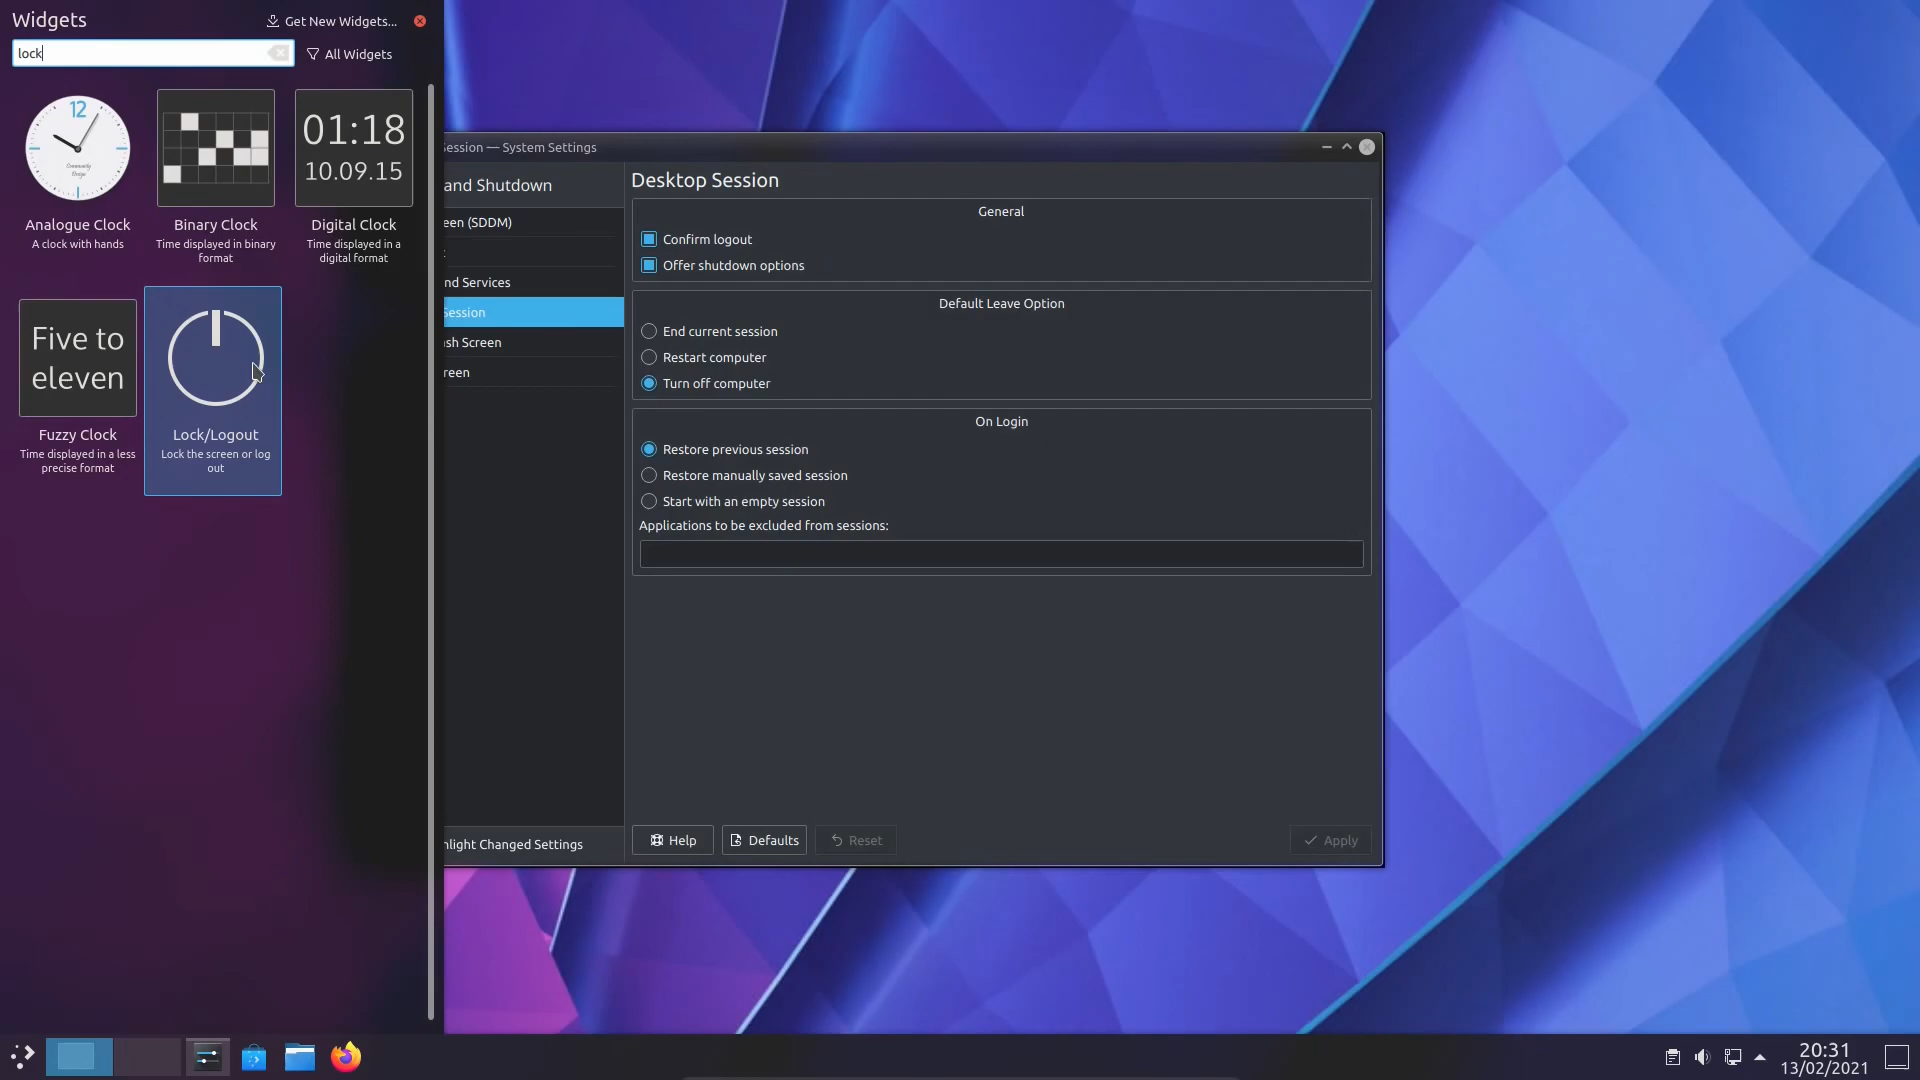 Widgets
Get New Widgets...
lock
All Widgets
12
Community
Design
01:18
10.09.15
Analogue Clock
A clock with hands
Binary Clock
Time displayed in binary
format
Digital Clock
Time displayed in a
digital format
Five to
eleven
Fuzzy Clock
Time displayed in a less
precise format
Lock/Logout
Lock the screen or log
out
Session — System Settings
and Shutdown
een (SDDM)
nd Services
Session
sh Screen
reen
light Changed Settings
Desktop Session
General
Confirm logout
Offer shutdown options
Default Leave Option
End current session
Restart computer
Turn off computer
On Login
Restore previous session
Restore manually saved session
Start with an empty session
Applications to be excluded from sessions:
Help
Defaults
Reset
Apply
20:31
13/02/2021